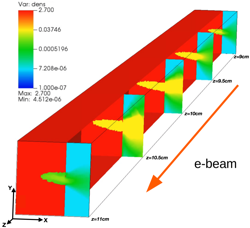 Var: dens
2.700
0.03746
0.0005196
7.208e-06
1.000e-07
Max: 2.700
Min: 4.512e-06
z=9cm
z=9.5cm
z=10cm
z=10.5cm
z=11cm
e-beam
Y
X
Z